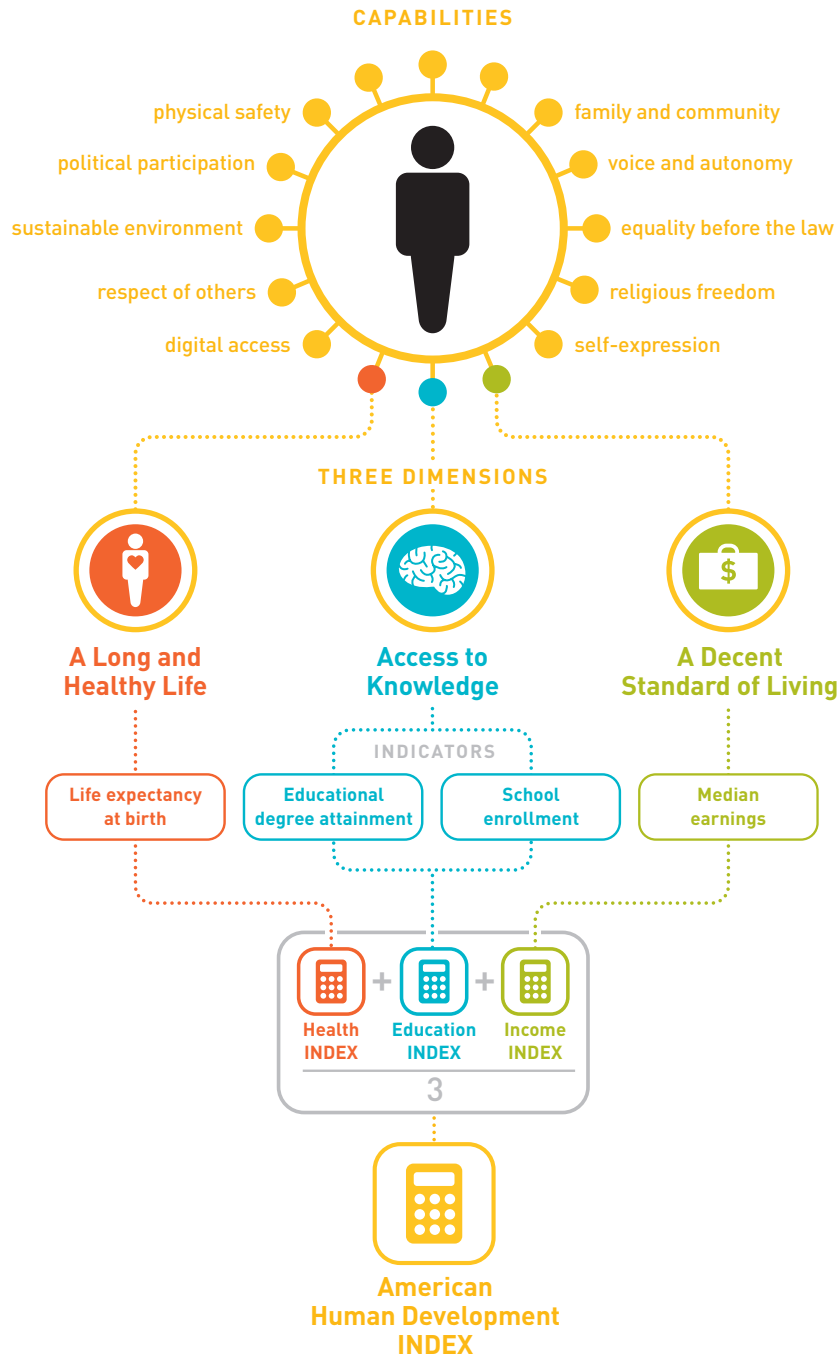 CAPABILITIES
physical safety
family and community
political participation
voice and autonomy
sustainable environment
equality before the law
respect of others
religious freedom
digital access
self-expression
THREE DIMENSIONS
$
A Long and
Healthy Life
Access to
Knowledge
A Decent
Standard of Living
INDICATORS
Life expectancy
at birth
Educational
degree attainment
School
enrollment
Median
earnings
+
+
Health
INDEX
Education
INDEX
Income
INDEX
3
American
Human Development
INDEX